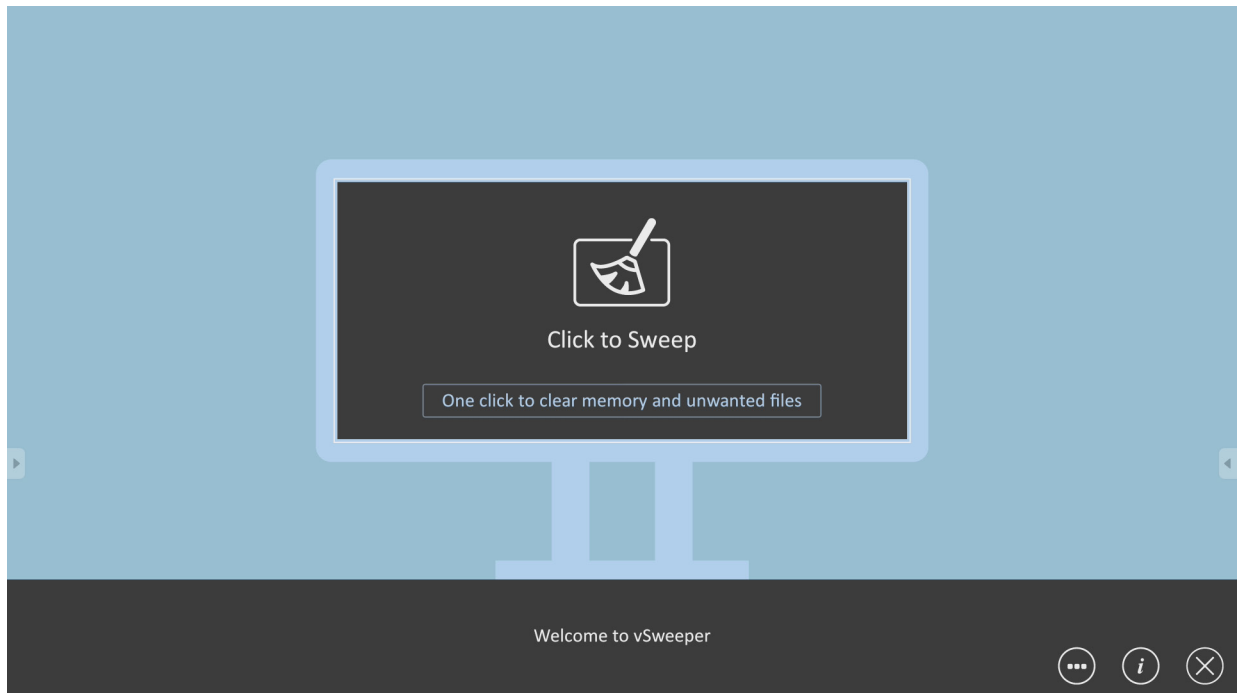 Click to Sweep
One click to clear memory and unwanted files
Welcome to vSweeper
i